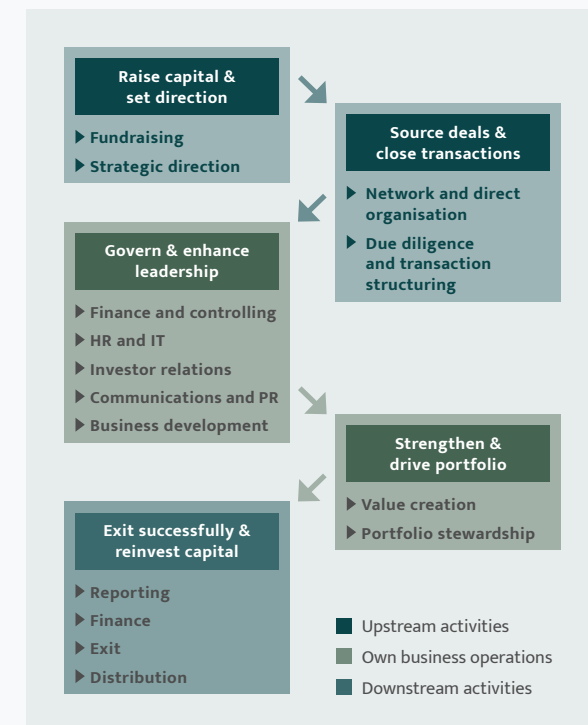 Raise capital &
set direction
Fundraising
Strategic direction
Source deals &
close transactions
Network and direct
organisation
Due diligence
and transaction
structuring
Govern & enhance
leadership
Finance and controlling
HR and IT
Investor relations
Communications and PR
Business development
Strengthen &
drive portfolio
Value creation
Portfolio stewardship
Exit successfully &
reinvest capital
Reporting
Finance
Exit
Distribution
Upstream activities
Own business operations
Downstream activities